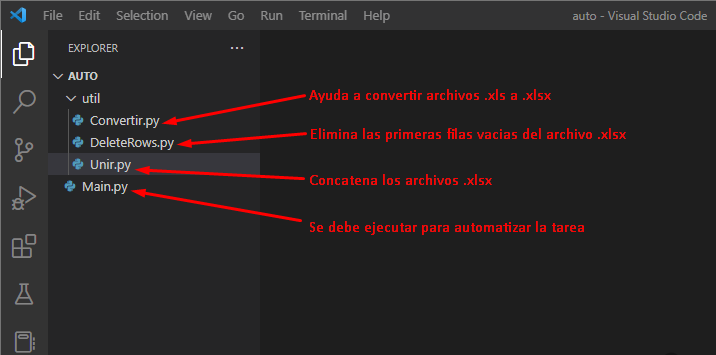 File Edit Selection View Go Run Terminal Help auto - Visual Studio Code
EXPLORER
AUTO
util
Convertir.py
Ayuda a convertir archivos .xls a .xlsx
DeleteRows.py
Elimina las primeras filas vacias del archivo .xlsx
Unir.py
Concatena los archivos .xlsx
Main.py
Se debe ejecutar para automatizar la tarea